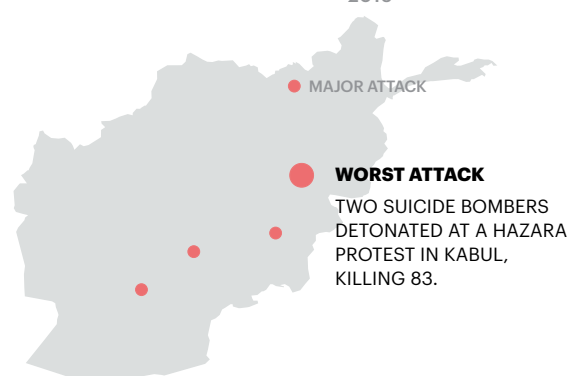 MAJOR ATTACK
WORST ATTACK
TWO SUICIDE BOMBERS
DETONATED AT A HAZARA
PROTEST IN KABUL,
KILLING 83.